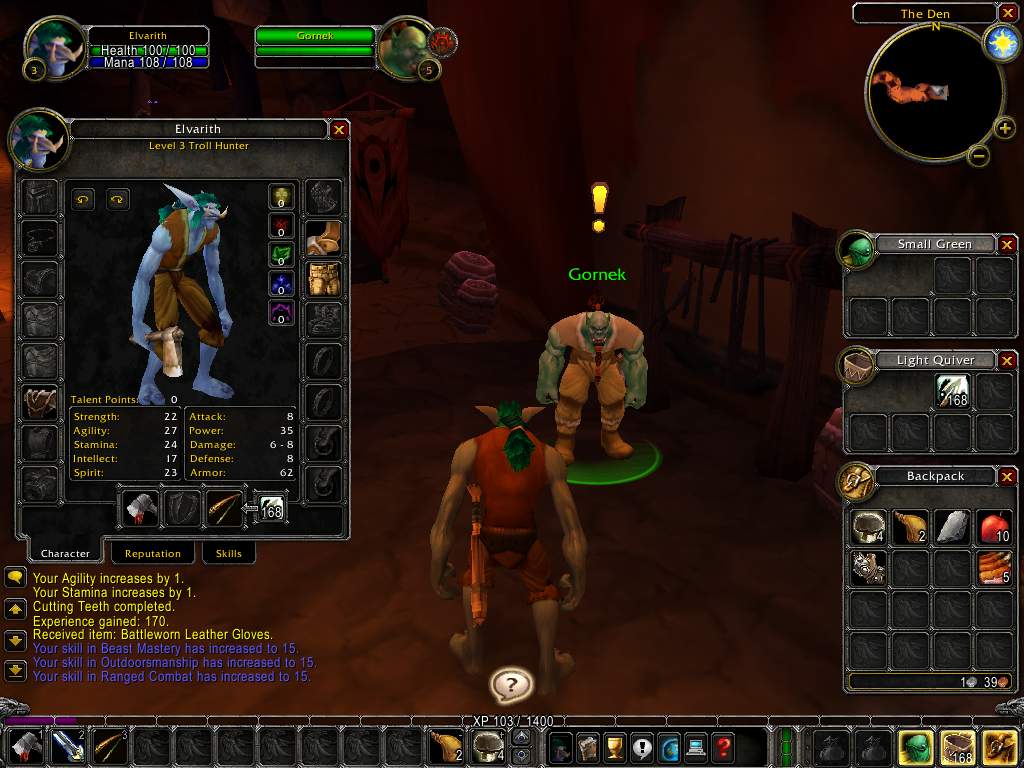 Elvarith
Health 100 / 100
Mana 108 / 108
3
Gornek
5
The Den
N
Elvarith
Level 3 Troll Hunter
0
0
0
0
0
Talent Points: 0
Strength: 22
Agility: 27
Stamina: 24
Intellect: 17
Spirit: 23
Attack: 8
Power: 35
Damage: 6 - 8
Defense: 8
Armor: 62
168
Character
Reputation
Skills
Gornek
Small Green
Light Quiver
168
Backpack
4
2
10
5
1 39
Your Agility increases by 1.
Your Stamina increases by 1.
Cutting Teeth completed.
Experience gained: 170.
Received item: Battleworn Leather Gloves.
Your skill in Beast Mastery has increased to 15.
Your skill in Outdoorsmanship has increased to 15.
Your skill in Ranged Combat has increased to 15.
XP 103 / 1400
1
2
3
2
4
168